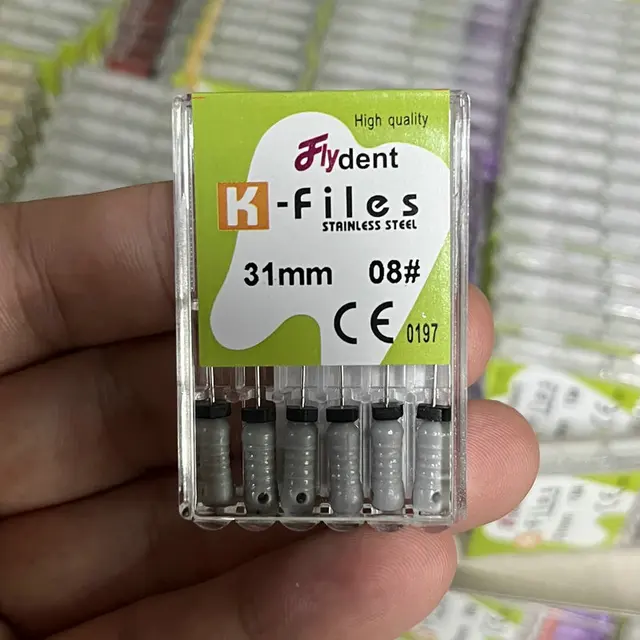 High quality
Flydent
K-Files
STAINLESS STEEL
31mm 08#
CE 0197